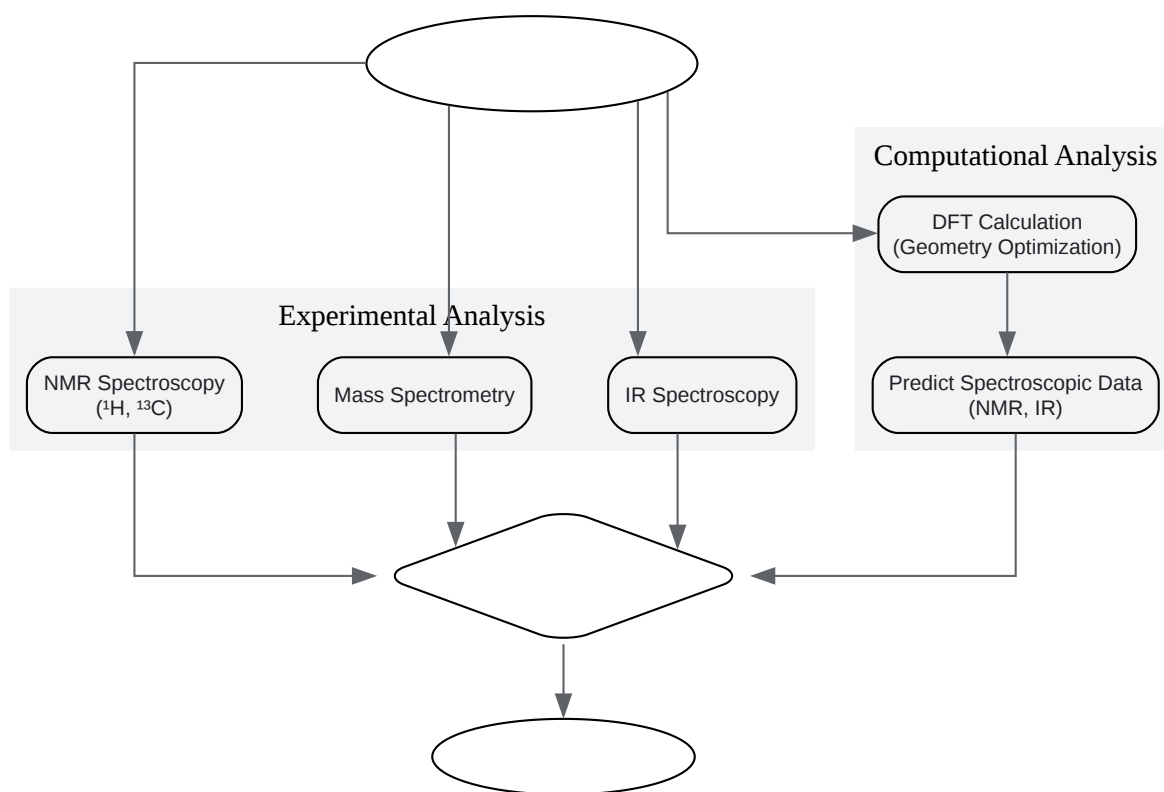 Computational Analysis
DFT Calculation
(Geometry Optimization)
Experimental Analysis
NMR Spectroscopy
(¹H, ¹³C)
Mass Spectrometry
IR Spectroscopy
Predict Spectroscopic Data
(NMR, IR)